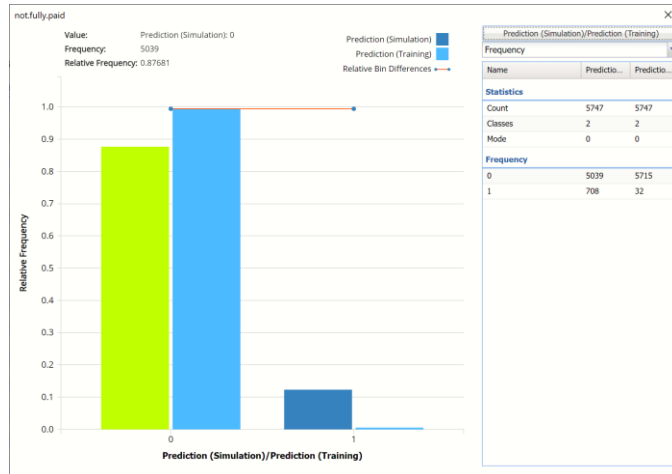 not.fully.paid
Value: Prediction (Simulation): 0
Frequency: 5039
Relative Frequency: 0.87681
Prediction (Simulation)
Prediction (Training)
Relative Bin Differences
1.0
0.9
0.8
0.7
0.6
0.5
0.4
0.3
0.2
0.1
0.0
Relative Frequency
0 1
Prediction (Simulation)/Prediction (Training)
Prediction (Simulation)/Prediction (Training)
Frequency
Name Predictio... Predictio...
Statistics
Count 5747 5747
Classes 2 2
Mode 0 0
Frequency
0 5039 5715
1 708 32